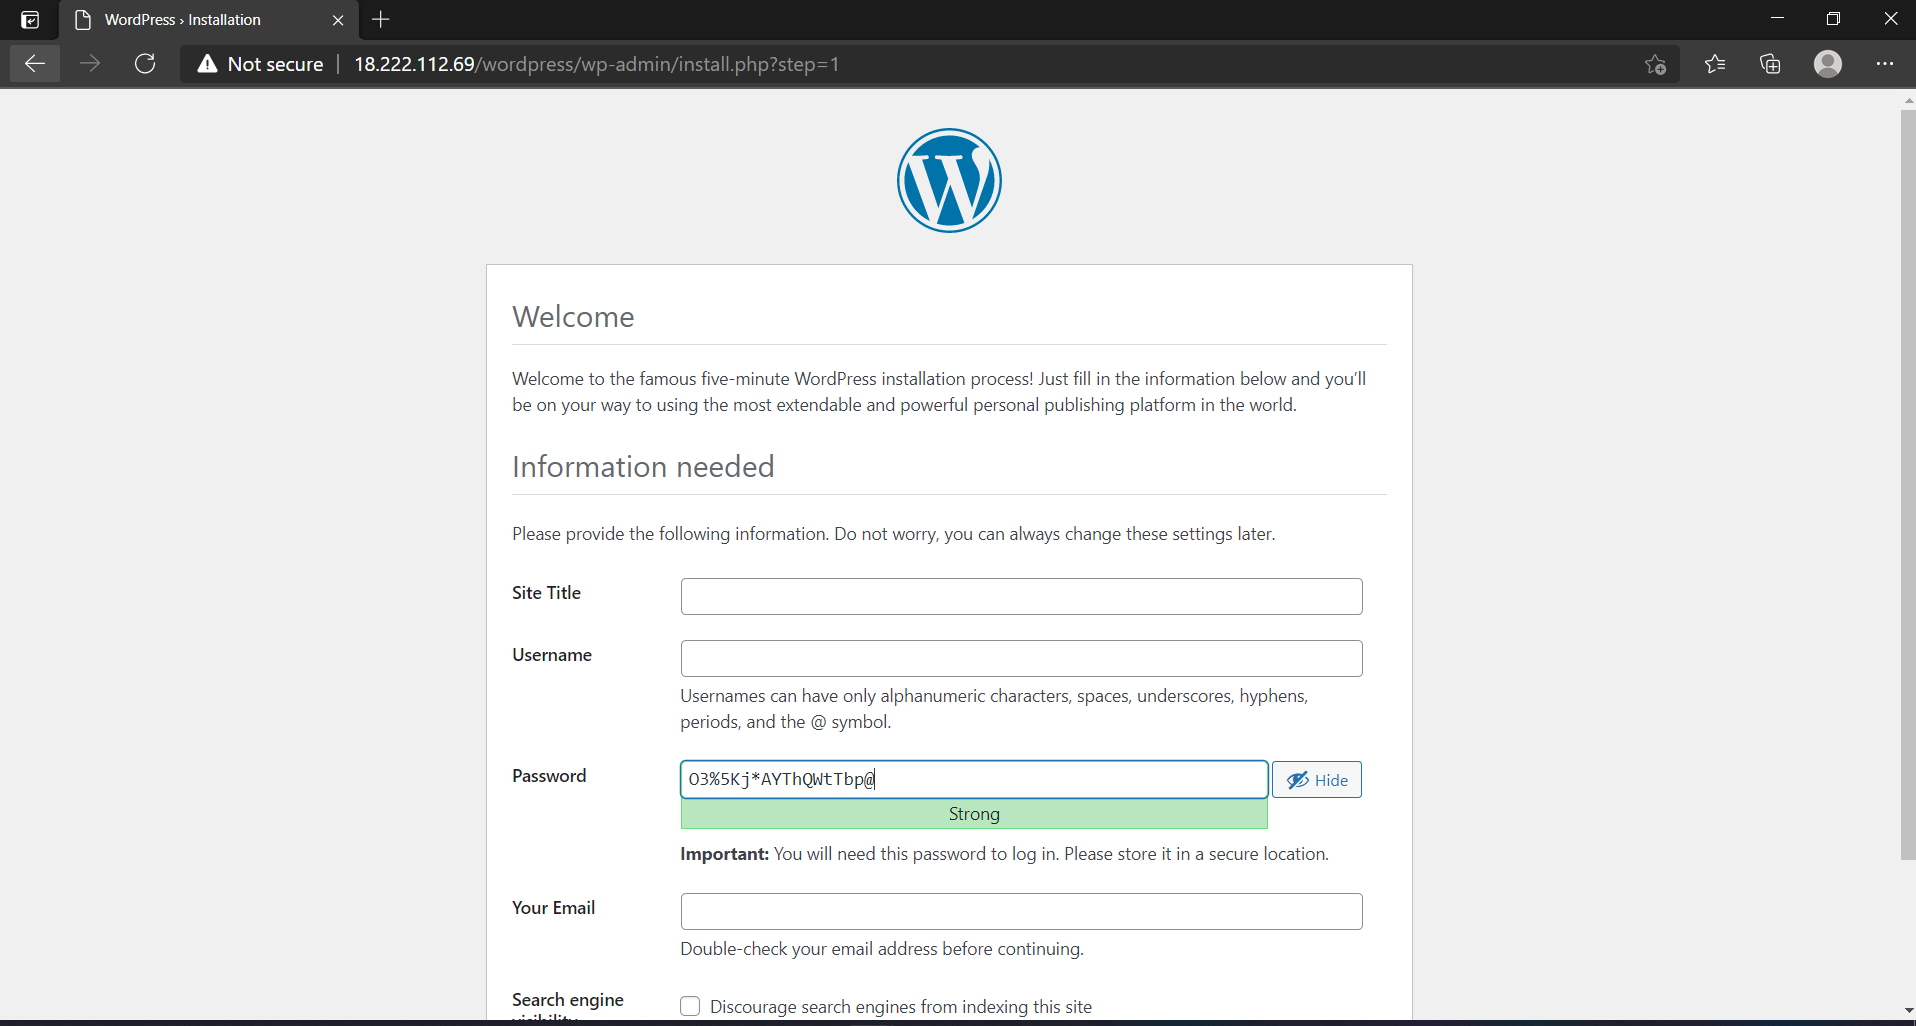 WordPress › Installation
Not secure | 18.222.112.69/wordpress/wp-admin/install.php?step=1
Welcome
Welcome to the famous five-minute WordPress installation process! Just fill in the information below and you'll
be on your way to using the most extendable and powerful personal publishing platform in the world.
Information needed
Please provide the following information. Do not worry, you can always change these settings later.
Site Title
Username
Usernames can have only alphanumeric characters, spaces, underscores, hyphens,
periods, and the @ symbol.
Password
O3%5Kj*AYThQWtTbp@
Hide
Strong
Important: You will need this password to log in. Please store it in a secure location.
Your Email
Double-check your email address before continuing.
Search engine
visibility
Discourage search engines from indexing this site